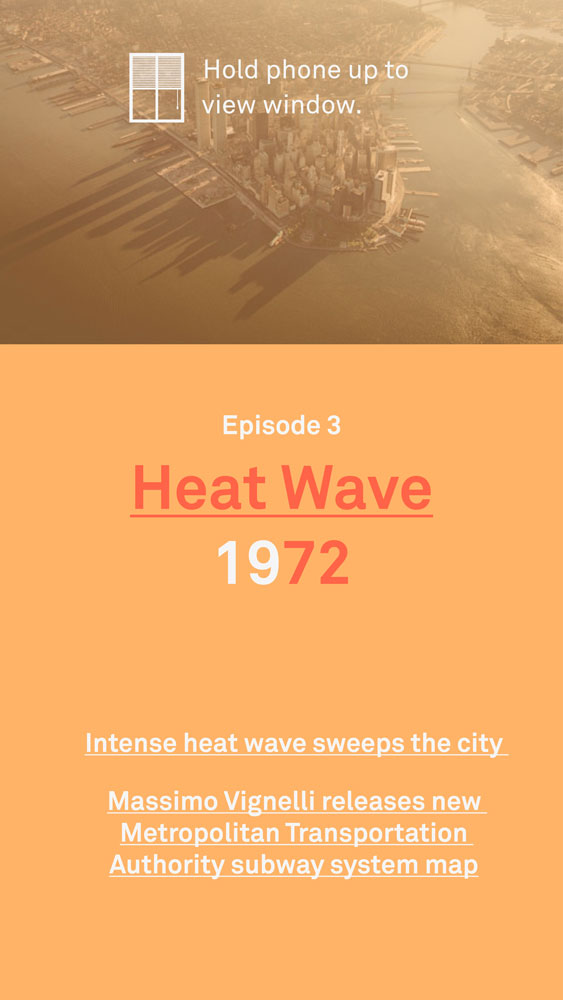 Hold phone up to
view window.
Episode 3
Heat Wave
1972
Intense heat wave sweeps the city
Massimo Vignelli releases new
Metropolitan Transportation
Authority subway system map